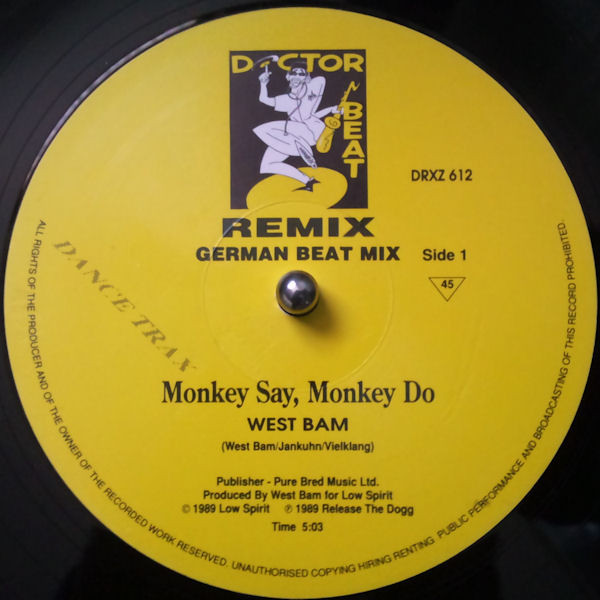 DOCTOR
BEAT
DRXZ 612
REMIX
GERMAN BEAT MIX
Side 1
45
DANCE TRAX
Monkey Say, Monkey Do
WEST BAM
(West Bam/Jankuhn/Vielklang)
Publisher - Pure Bred Music Ltd.
Produced By West Bam for Low Spirit
© 1989 Low Spirit ℗ 1989 Release The Dogg
Time 5:03
ALL RIGHTS OF THE PRODUCER AND OF THE OWNER OF THE RECORDED WORK RESERVED. UNAUTHORISED COPYING HIRING RENTING PUBLIC PERFORMANCE AND BROADCASTING OF THIS RECORD PROHIBITED.